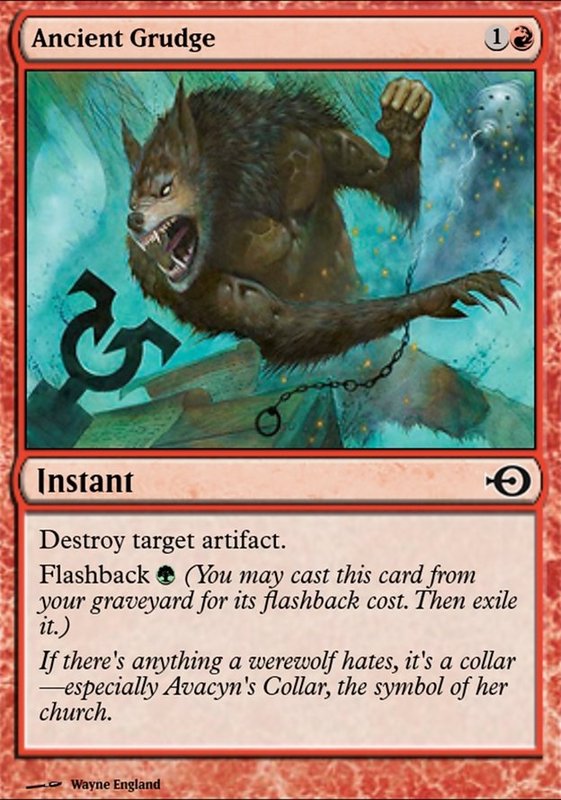 Ancient Grudge
1
Instant
Destroy target artifact.
Flashback (You may cast this card from
your graveyard for its flashback cost. Then exile
it.)
If there's anything a werewolf hates, it's a collar
—especially Avacyn's Collar, the symbol of her
church.
Wayne England